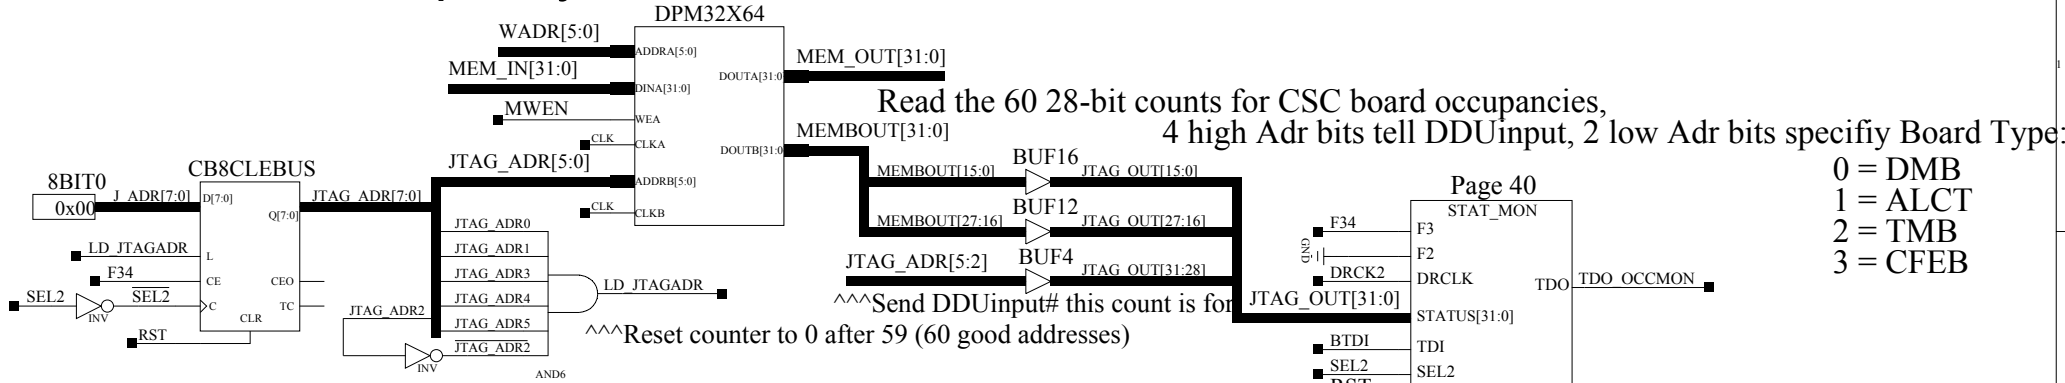 DPM32X64
WADR[5:0]
ADDRA[5:0]
MEM_IN[31:0]
DINA[31:0]
MWEN
WEA
CLK
CLKA
JTAG_ADR[5:0]
ADDRB[5:0]
CLK
CLKB
DOUTA[31:0
MEM_OUT[31:0]
DOUTB[31:0
MEMBOUT[31:0]
Read the 60 28-bit counts for CSC board occupancies,
4 high Adr bits tell DDUinput, 2 low Adr bits specifiy Board Type:
0 = DMB
1 = ALCT
2 = TMB
3 = CFEB
1
CB8CLEBUS
8BIT0
0x00
J_ADR[7:0]
D[7:0]
Q[7:0]
JTAG_ADR[7:0]
LD_JTAGADR
L
F34
CE
CEO
SEL2
INV
SEL2
C
TC
CLR
RST
JTAG_ADR0
JTAG_ADR1
JTAG_ADR3
JTAG_ADR4
JTAG_ADR5
JTAG_ADR2
JTAG_ADR2
INV
AND6
LD_JTAGADR
^^^Reset counter to 0 after 59 (60 good addresses)
MEMBOUT[15:0]
BUF16
JTAG_OUT[15:0]
MEMBOUT[27:16]
BUF12
JTAG_OUT[27:16]
JTAG_ADR[5:2]
BUF4
JTAG_OUT[31:28]
^^^Send DDUinput# this count is for
JTAG_OUT[31:0]
Page 40
STAT_MON
F34
F3
GND
F2
DRCK2
DRCLK
TDO
TDO_OCCMON
STATUS[31:0]
BTDI
TDI
SEL2
SEL2